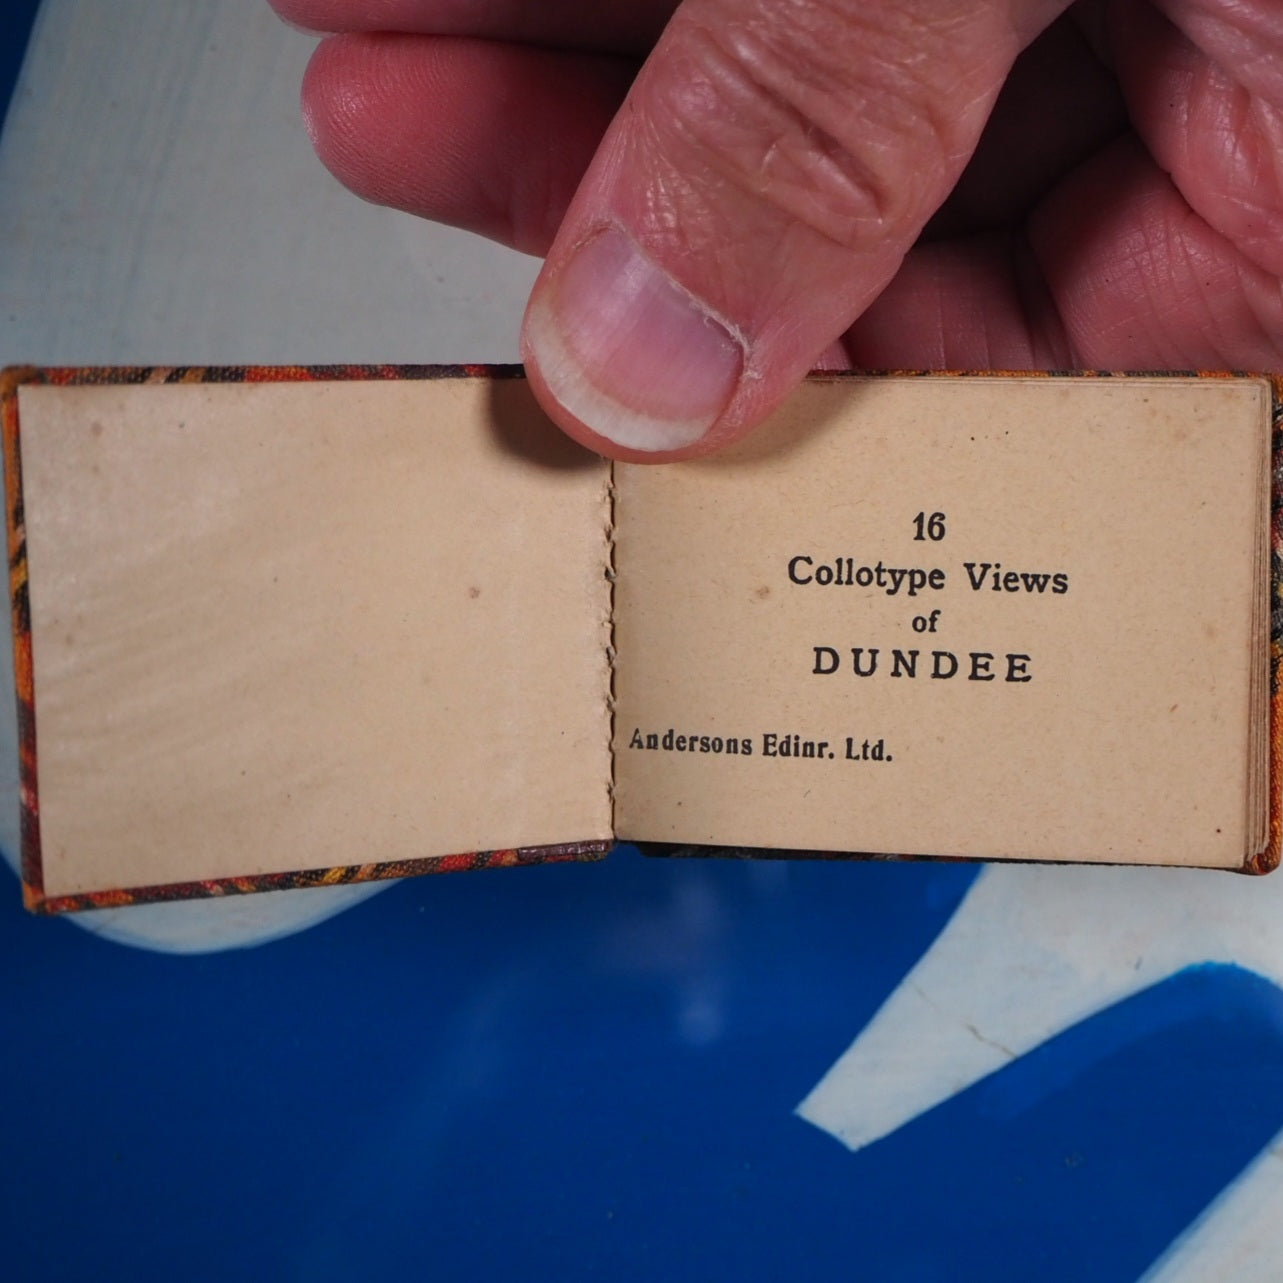 16
Collotype Views
of
DUNDEE
Andersons Edinr. Ltd.